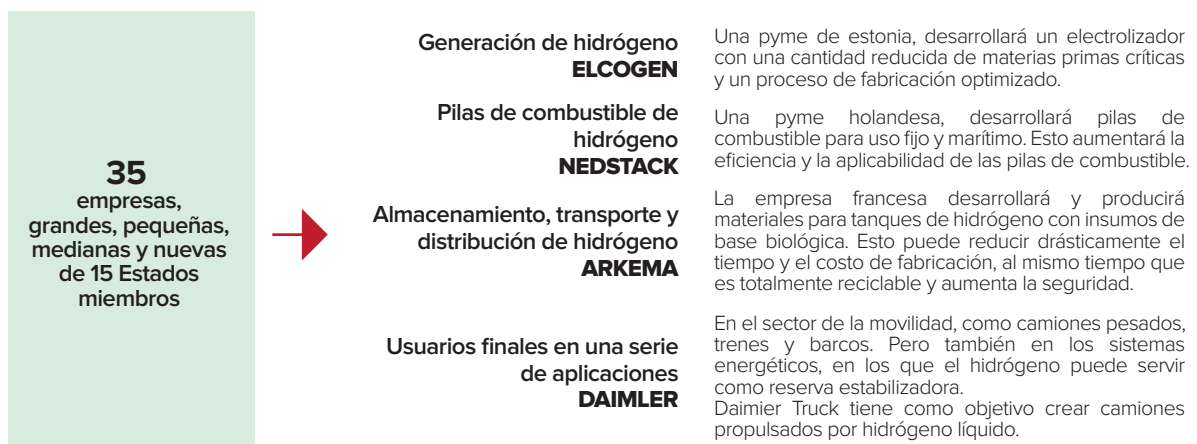 35
empresas,
grandes, pequeñas,
medianas y nuevas
de 15 Estados
miembros
Generación de hidrógeno
ELCOGEN
Una pyme de estonia, desarrollará un electrolizador
con una cantidad reducida de materias primas críticas
y un proceso de fabricación optimizado.
Pilas de combustible de
hidrógeno
NEDSTACK
Una pyme holandesa, desarrollará pilas de
combustible para uso fijo y marítimo. Esto aumentará la
eficiencia y la aplicabilidad de las pilas de combustible.
Almacenamiento, transporte y
distribución de hidrógeno
ARKEMA
La empresa francesa desarrollará y producirá
materiales para tanques de hidrógeno con insumos de
base biológica. Esto puede reducir drásticamente el
tiempo y el costo de fabricación, al mismo tiempo que
es totalmente reciclable y aumenta la seguridad.
Usuarios finales en una serie
de aplicaciones
DAIMLER
En el sector de la movilidad, como camiones pesados,
trenes y barcos. Pero también en los sistemas
energéticos, en los que el hidrógeno puede servir
como reserva estabilizadora.
Daimier Truck tiene como objetivo crear camiones
propulsados por hidrógeno líquido.